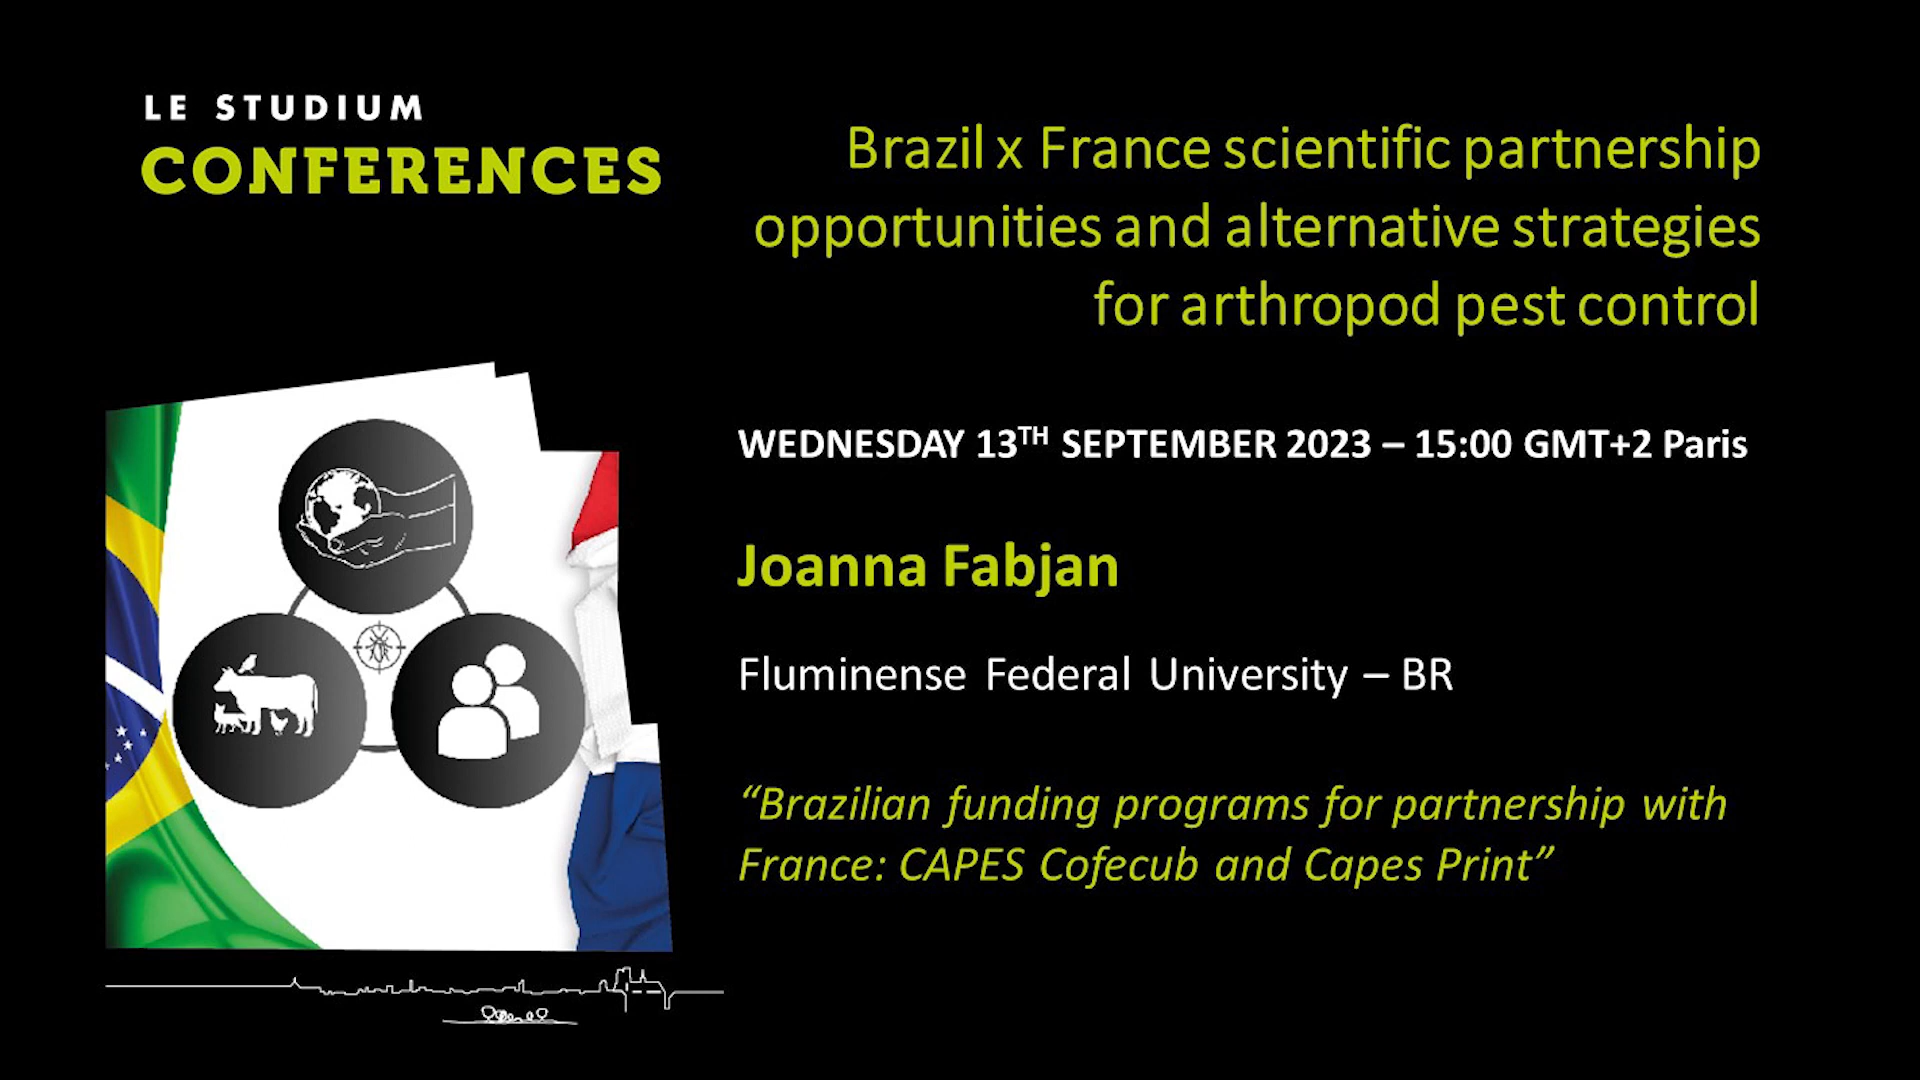 LE STUDIUM
CONFERENCES
Brazil x France scientific partnership
opportunities and alternative strategies
for arthropod pest control
WEDNESDAY 13TH SEPTEMBER 2023 – 15:00 GMT+2 Paris
Joanna Fabjan
Fluminense Federal University – BR
“Brazilian funding programs for partnership with
France: CAPES Cofecub and Capes Print”